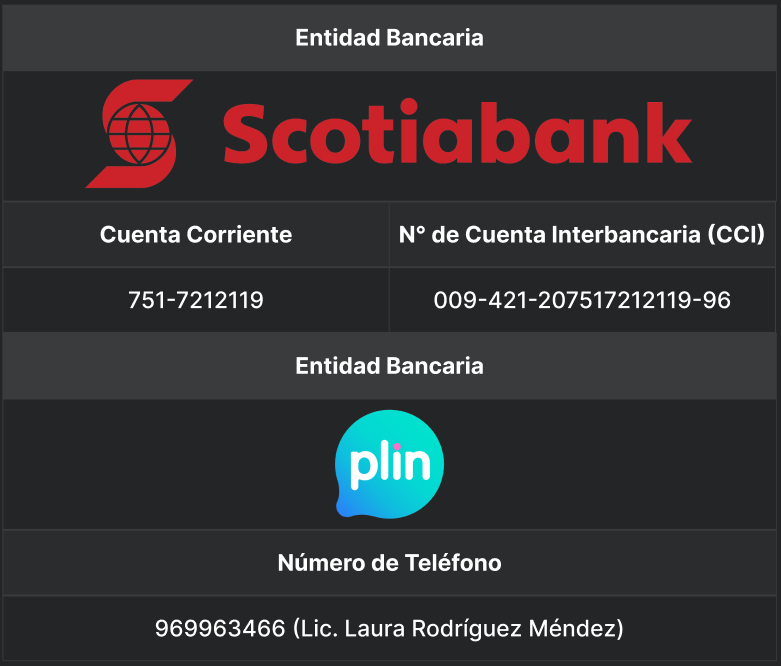 Entidad Bancaria
Scotiabank
Cuenta Corriente
N° de Cuenta Interbancaria (CCI)
751-7212119
009-421-207517212119-96
Entidad Bancaria
plin
Número de Teléfono
969963466 (Lic. Laura Rodríguez Méndez)